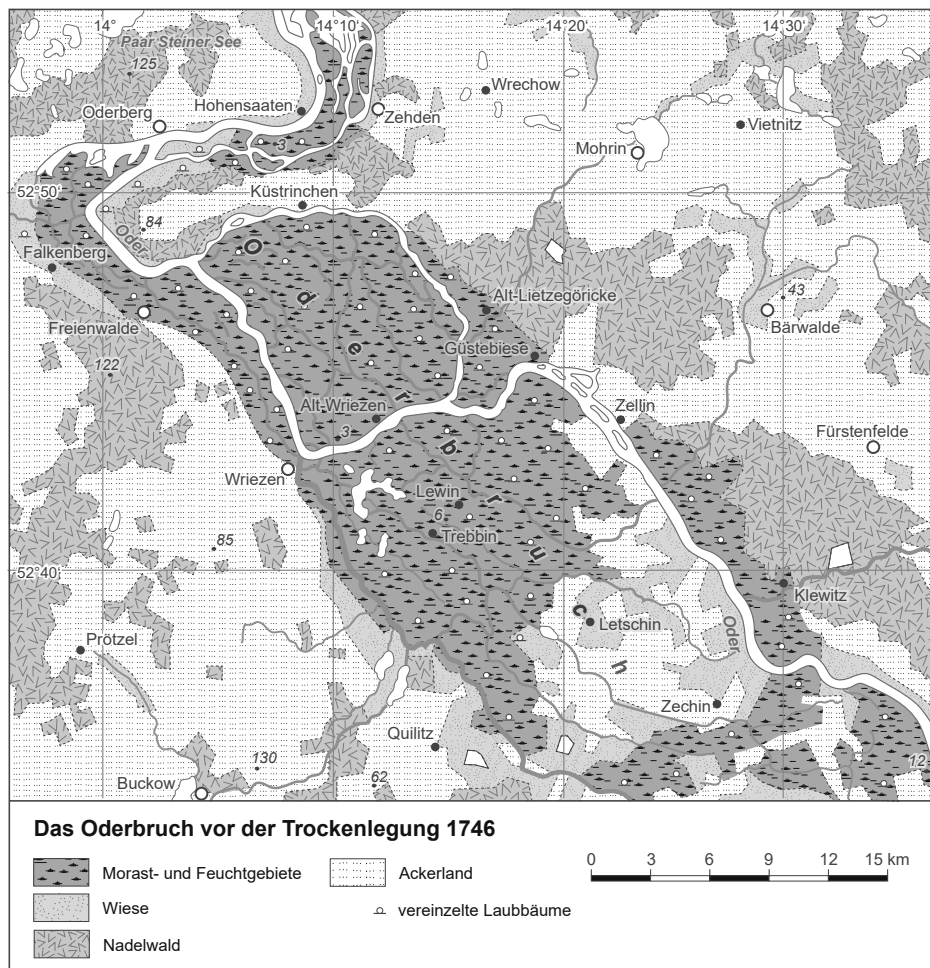 14°
14°10'
14°20'
14°30'
Paar Steiner See
125
Wrechow
Hohensaaten
Oderberg
Zehden
Vietnitz
Mohrin
3
52°50'
Küstrinchen
84
Oder
Falkenberg
Oderbruch
43
Alt-Lietzegöricke
Bärwalde
Freienwalde
Güstebiese
122
Alt-Wriezen
Zellin
3
Fürstenfelde
Wriezen
Lewin
6
Trebbin
85
52°40'
Klewitz
Letschin
Oder
Prötzel
Zechin
Quilitz
130
62
12
Buckow
Das Oderbruch vor der Trockenlegung 1746
Morast- und Feuchtgebiete
Ackerland
0 3 6 9 12 15 km
Wiese
vereinzelte Laubbäume
Nadelwald